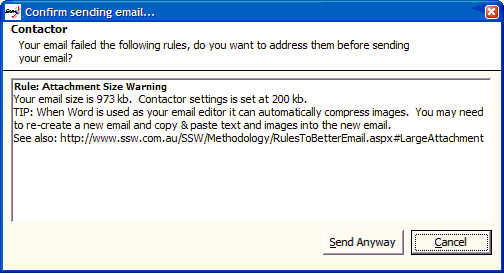 Confirm sending email...
Contactor
Your email failed the following rules, do you want to address them before sending
your email?
Rule: Attachment Size Warning
Your email size is 973 kb.  Contactor settings is set at 200 kb.
TIP: When Word is used as your email editor it can automatically compress images.  You may need
to re-create a new email and copy & paste text and images into the new email.
See also: http://www.ssw.com.au/SSW/Methodology/RulesToBetterEmail.aspx#LargeAttachment
Send Anyway
Cancel